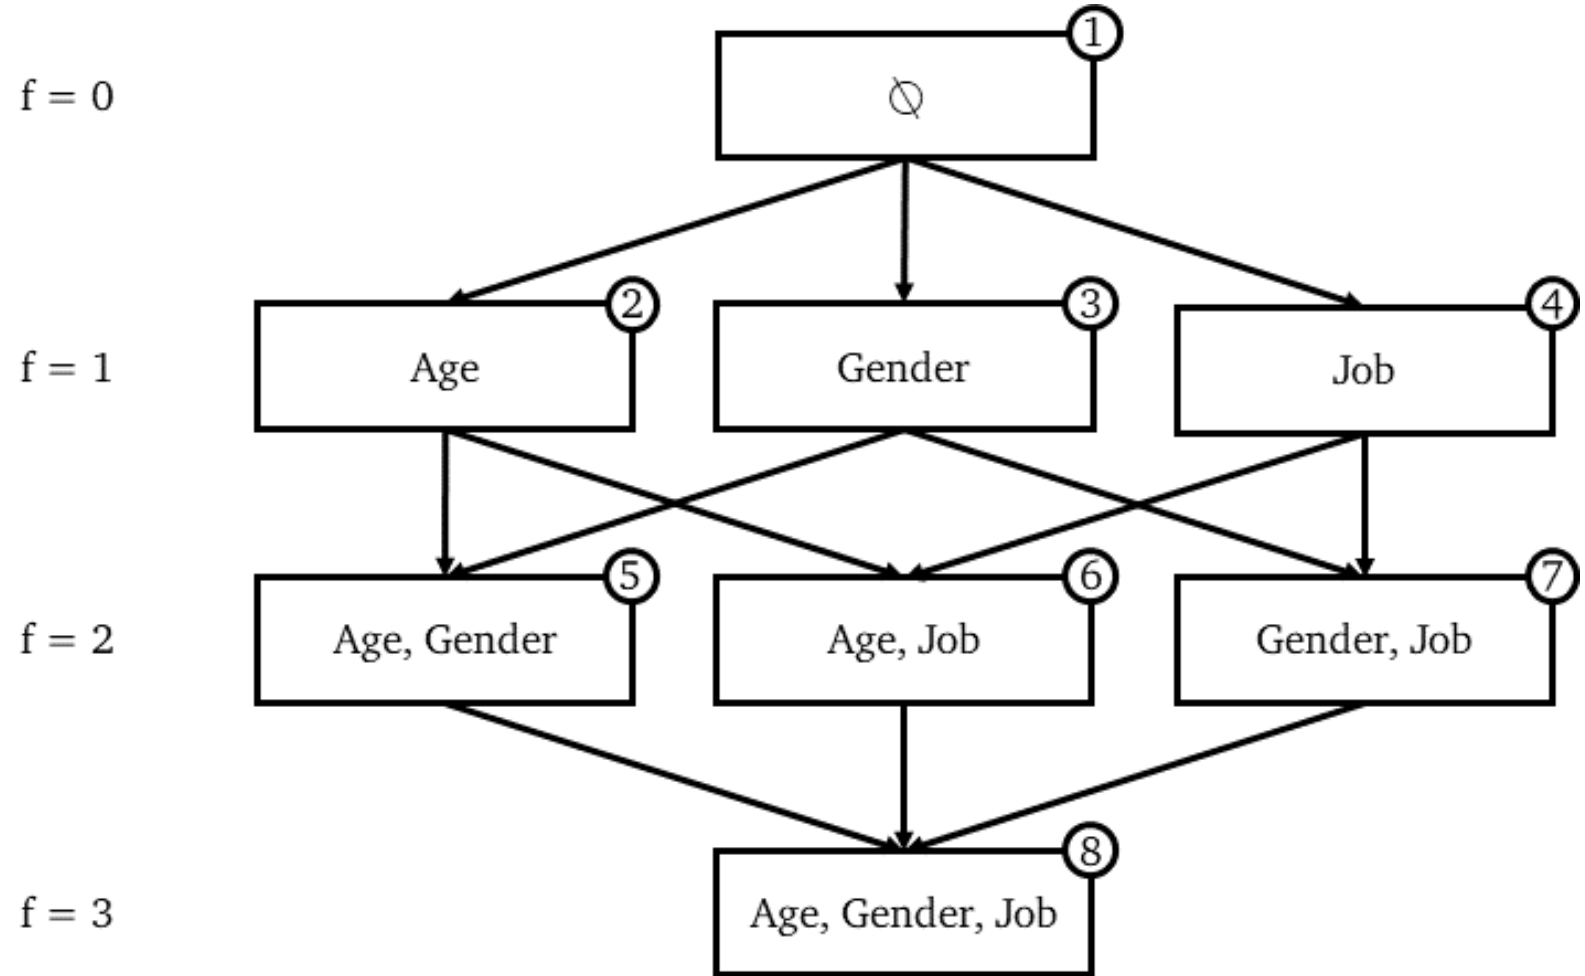 1
f = 0
∅
2
3
4
f = 1
Age
Gender
Job
5
6
7
f = 2
Age, Gender
Age, Job
Gender, Job
8
f = 3
Age, Gender, Job